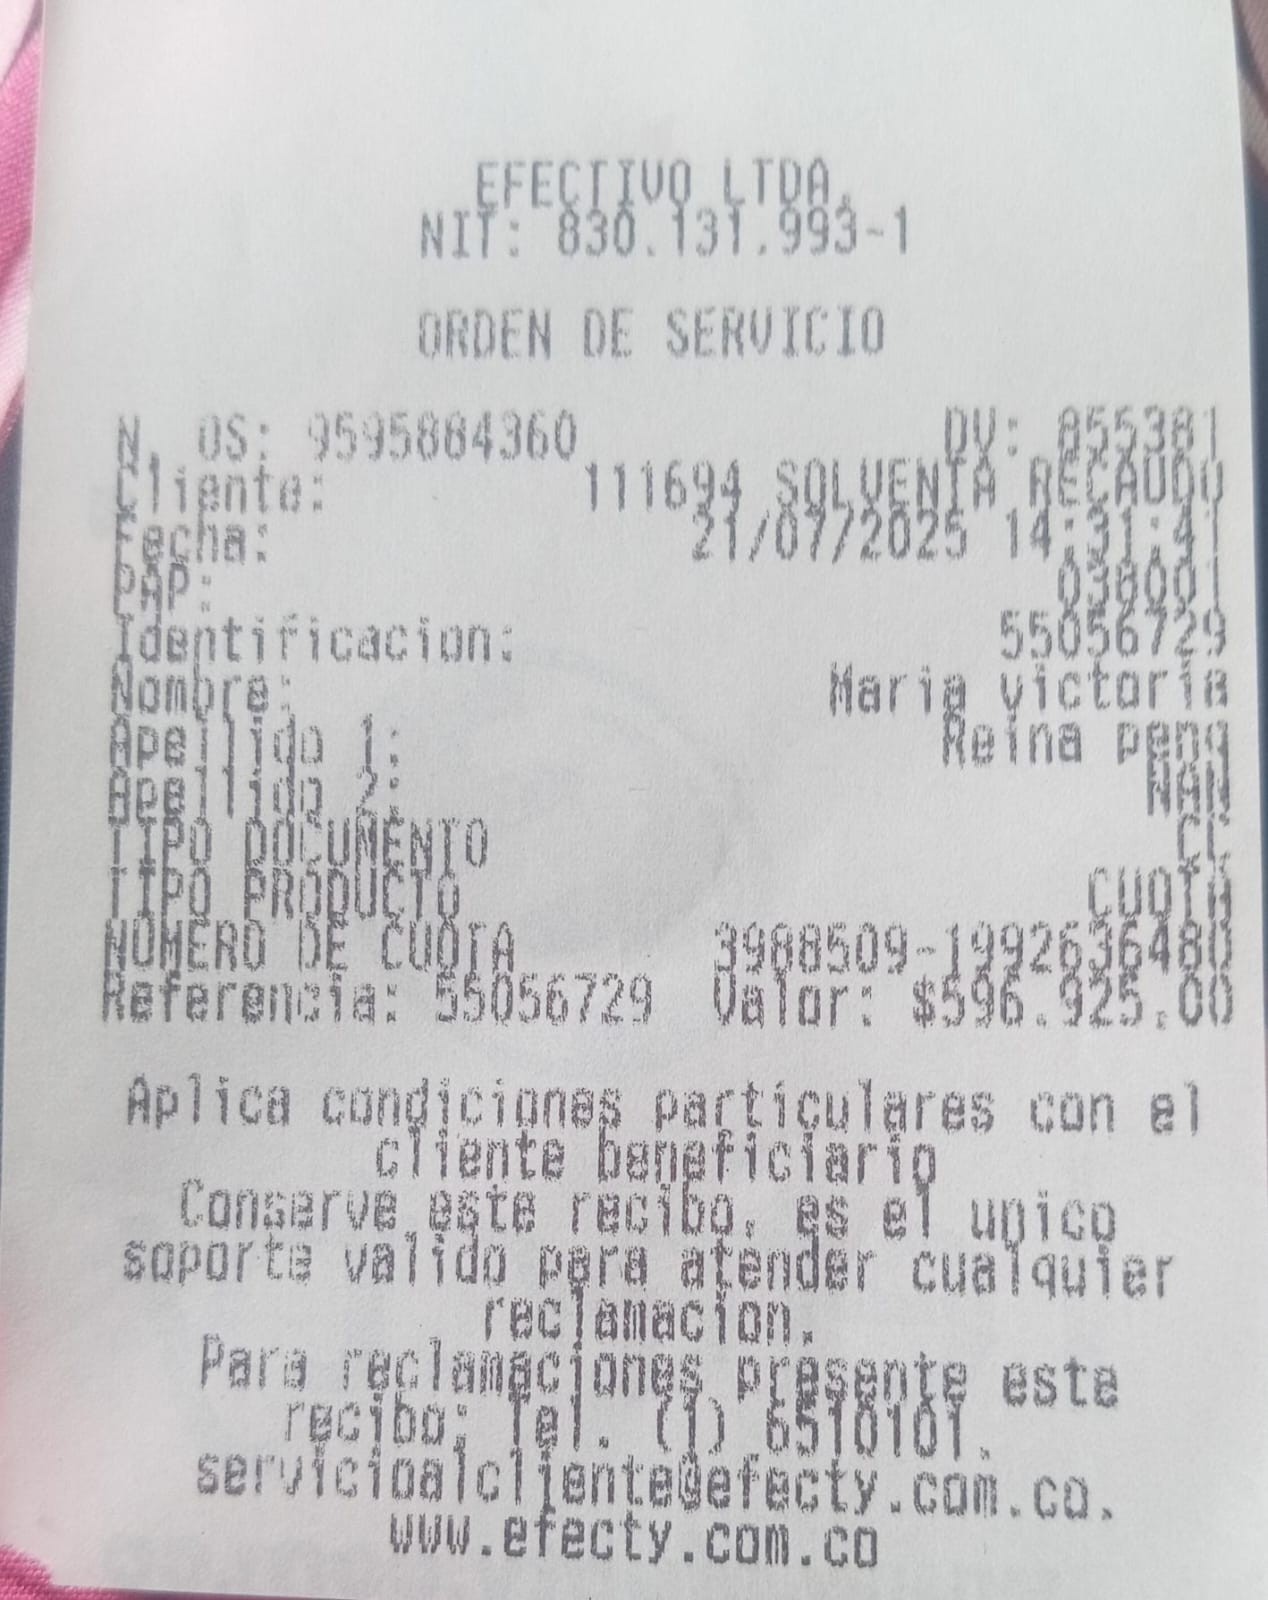 EFECTIVO LTDA.
NIT: 830.131.993-1
ORDEN DE SERVICIO
N. OS: 9595884360 DV: 855381
Cliente: 111694 SOLVENTA RECAUDO
Fecha: 21/07/2025 14:31:41
PAP: 038001
Identificacion: 55056729
Nombre: Maria victoria
Apellido 1: Reina pena
Apellido 2: NAN
TIPO DOCUMENTO CC
TIPO PRODUCTO CUOTA
NUMERO DE CUOTA 3988509-1992636480
Referencia: 55056729 Valor: $596.925.00
Aplica condiciones particulares con el
cliente beneficiario
Conserve este recibo, es el unico
soporte valido para atender cualquier
reclamacion.
Para reclamaciones presente este
recibo: Tel. (1) 6510101.
servicioalcliente@efecty.com.co.
www.efecty.com.co